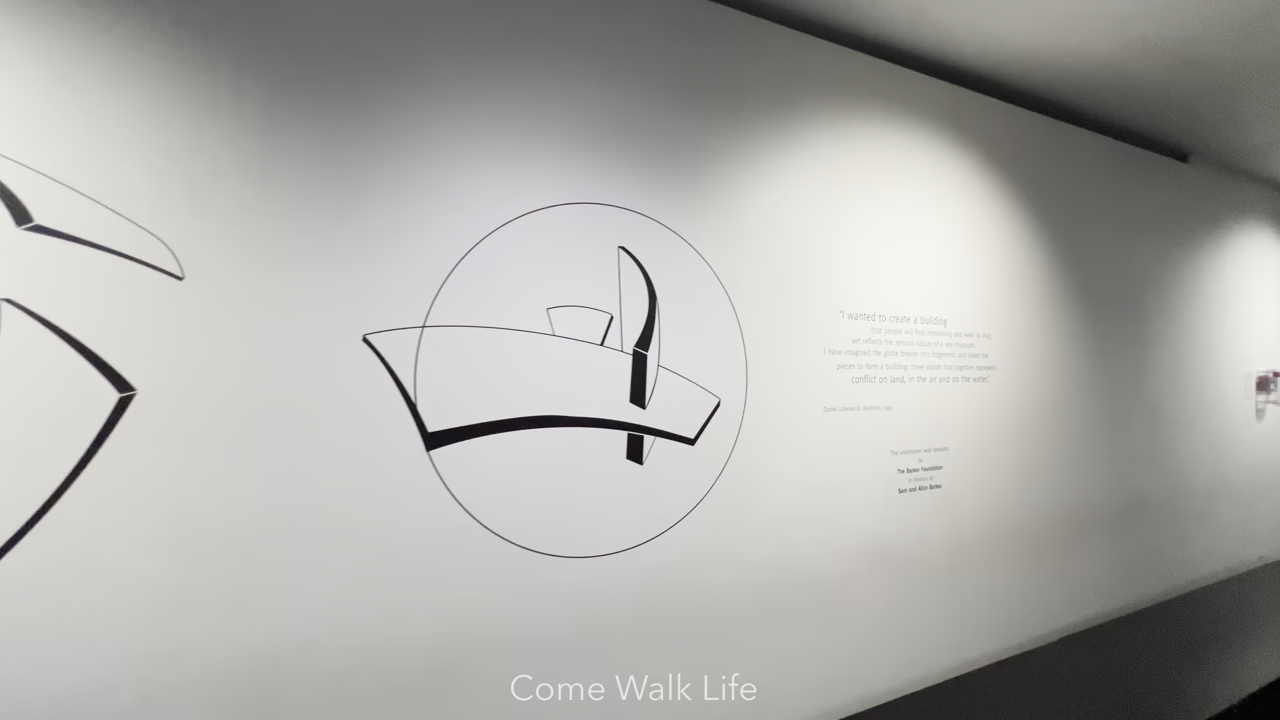 "I wanted to create a building
that people will find interesting and wish to visit,
yet reflects the serious nature of a war museum.
I have imagined the globe broken into fragments and taken the
pieces to form a building; three shards that together represent
conflict on land, in the air and on the water."
Daniel Libeskind, Architect,
The orientation wall
by
The Barker Foundation
in memory of
Sam and Alice Barker
Come Walk Life